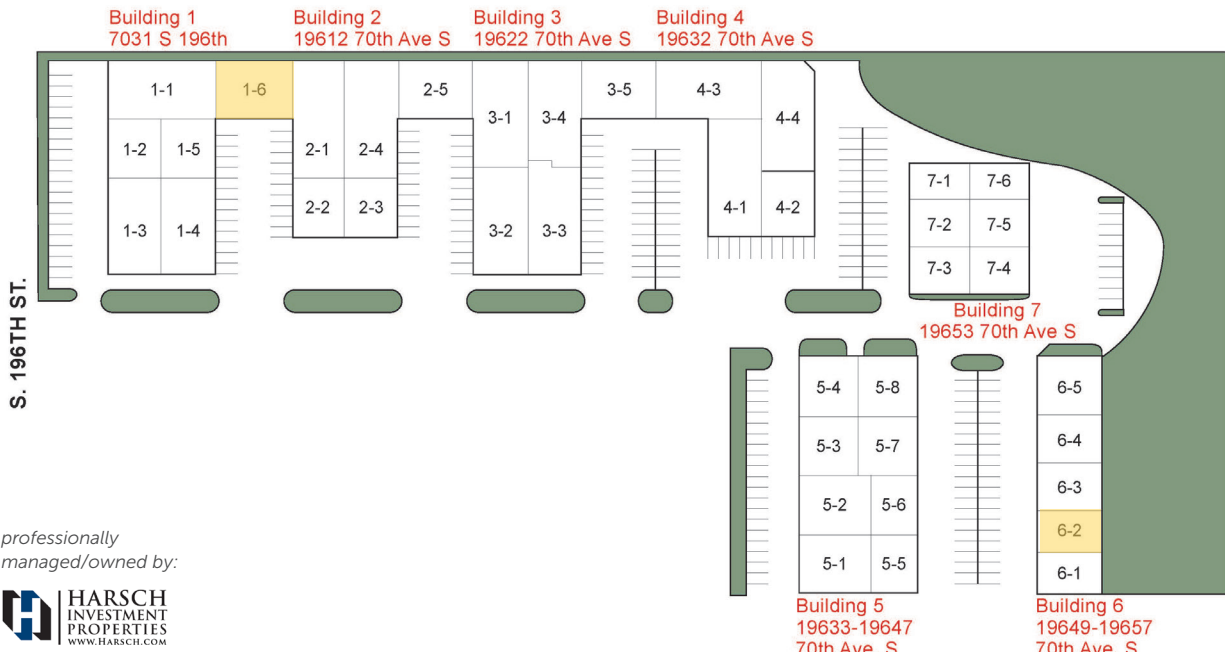 Building 1
7031 S 196th
Building 2
19612 70th Ave S
Building 3
19622 70th Ave S
Building 4
19632 70th Ave S
1-1
1-6
1-2
1-5
1-3
1-4
2-1
2-4
2-2
2-3
2-5
3-1
3-4
3-2
3-3
3-5
4-3
4-4
4-1
4-2
7-1
7-6
7-2
7-5
7-3
7-4
Building 7
19653 70th Ave S
S. 196TH ST.
5-4
5-8
5-3
5-7
5-2
5-6
5-1
5-5
6-5
6-4
6-3
6-2
6-1
Building 5
19633-19647
70th Ave. S
Building 6
19649-19657
70th Ave. S
professionally
managed/owned by:
HARSCH
INVESTMENT
PROPERTIES
WWW.HARSCH.COM